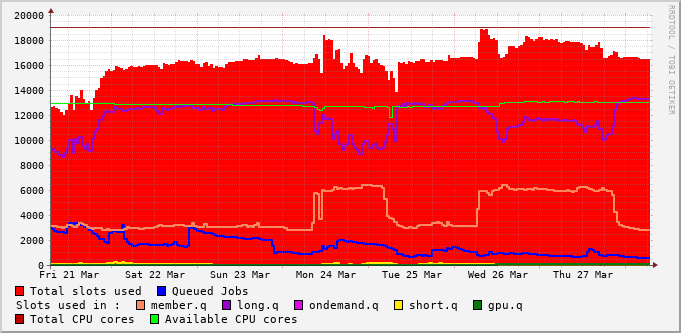 20000
18000
16000
14000
12000
10000
8000
6000
4000
2000
0
Fri 21 Mar Sat 22 Mar Sun 23 Mar Mon 24 Mar Tue 25 Mar Wed 26 Mar Thu 27 Mar
Total slots used Queued Jobs
Slots used in : member.q long.q ondemand.q short.q gpu.q
Total CPU cores Available CPU cores
RRDTOOL / TOBI OETIKER